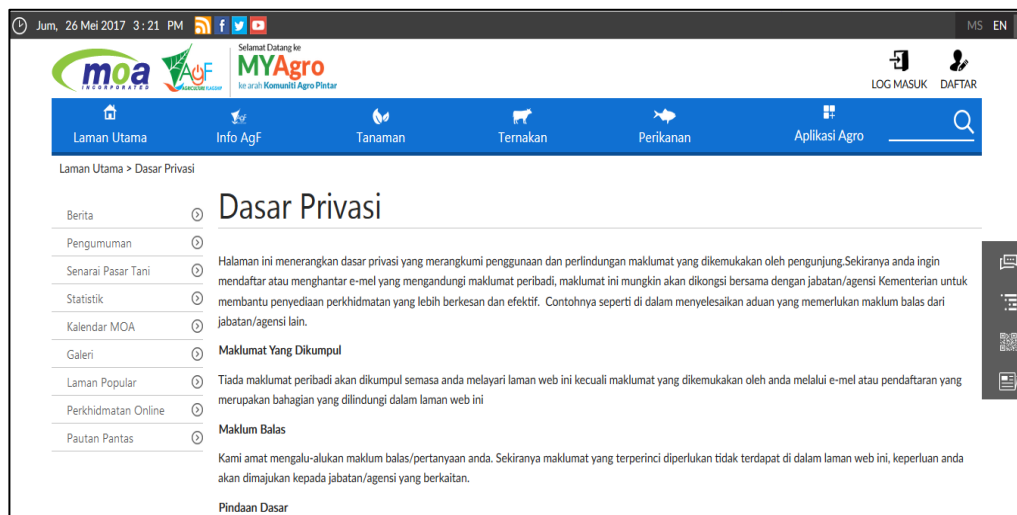 Jum, 26 Mei 2017 3 : 21 PM
MS EN
moa
INCORPORATED
AgF
Selamat Datang ke
MYAgro
ke arah Komuniti Agro Pintar
LOG MASUK DAFTAR
Laman Utama Info AgF Tanaman Ternakan Perikanan Aplikasi Agro
Laman Utama > Dasar Privasi
Berita
Pengumuman
Senarai Pasar Tani
Statistik
Kalendar MOA
Galeri
Laman Popular
Perkhidmatan Online
Pautan Pantas
Dasar Privasi
Halaman ini menerangkan dasar privasi yang merangkumi penggunaan dan perlindungan maklumat yang dikemukakan oleh pengunjung.Sekiranya anda ingin
mendaftar atau menghantar e-mel yang mengandungi maklumat peribadi, maklumat ini mungkin akan dikongsi bersama dengan jabatan/agensi Kementerian untuk
membantu penyediaan perkhidmatan yang lebih berkesan dan efektif. Contohnya seperti di dalam menyelesaikan aduan yang memerlukan maklum balas dari
jabatan/agensi lain.
Maklumat Yang Dikumpul
Tiada maklumat peribadi akan dikumpul semasa anda melayari laman web ini kecuali maklumat yang dikemukakan oleh anda melalui e-mel atau pendaftaran yang
merupakan bahagian yang dilindungi dalam laman web ini
Maklum Balas
Kami amat mengalu-alukan maklum balas/pertanyaan anda. Sekiranya maklumat yang terperinci diperlukan tidak terdapat di dalam laman web ini, keperluan anda
akan dimajukan kepada jabatan/agensi yang berkaitan.
Pindaan Dasar